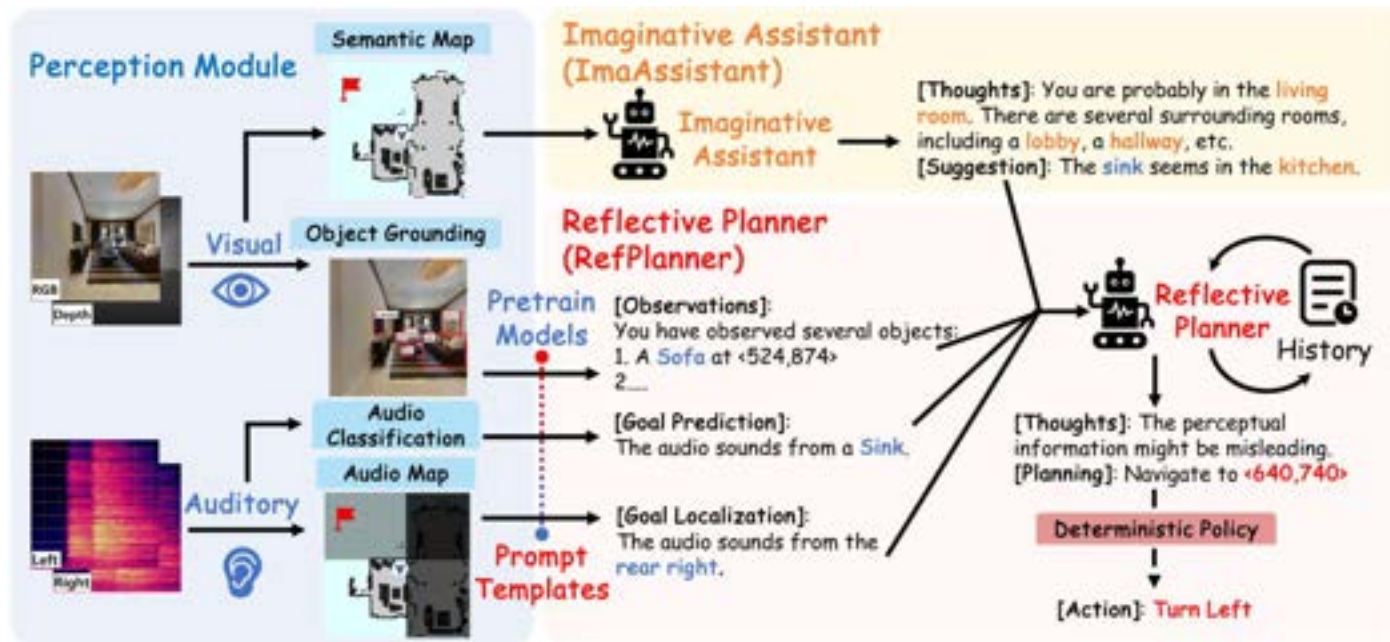 Perception Module
Semantic Map
RGB
Depth
Visual
Object Grounding
Left
Right
Auditory
Audio
Classification
Audio Map
Pretrain
Models
Prompt
Templates
Imaginative Assistant
(ImaAssistant)
Imaginative
Assistant
[Thoughts]: You are probably in the living
room. There are several surrounding rooms,
including a lobby, a hallway, etc.
[Suggestion]: The sink seems in the kitchen.
Reflective Planner
(RefPlanner)
[Observations]:
You have observed several objects:
1. A Sofa at <524,874>
2....
[Goal Prediction]:
The audio sounds from a Sink.
[Goal Localization]:
The audio sounds from the
rear right.
Reflective
Planner
History
[Thoughts]: The perceptual
information might be misleading.
[Planning]: Navigate to <640,740>
Deterministic Policy
[Action]: Turn Left